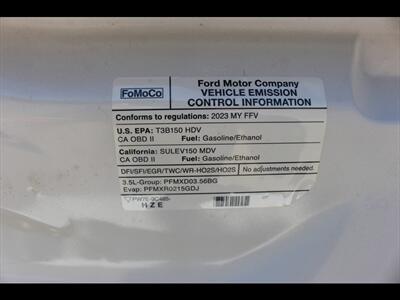 FoMoCo
Ford Motor Company
VEHICLE EMISSION
CONTROL INFORMATION
Conforms to regulations: 2023 MY FFV
U.S. EPA: T3B150 HDV
CA OBD II Fuel: Gasoline/Ethanol
California: SULEV150 MDV
CA OBD II Fuel: Gasoline/Ethanol
DFI/SFI/EGR/TWC/WR-HO2S/HO2S No adjustments needed.
3.5L-Group: PFMXD03.56BG
Evap: PFMXR0215GDJ
HZE